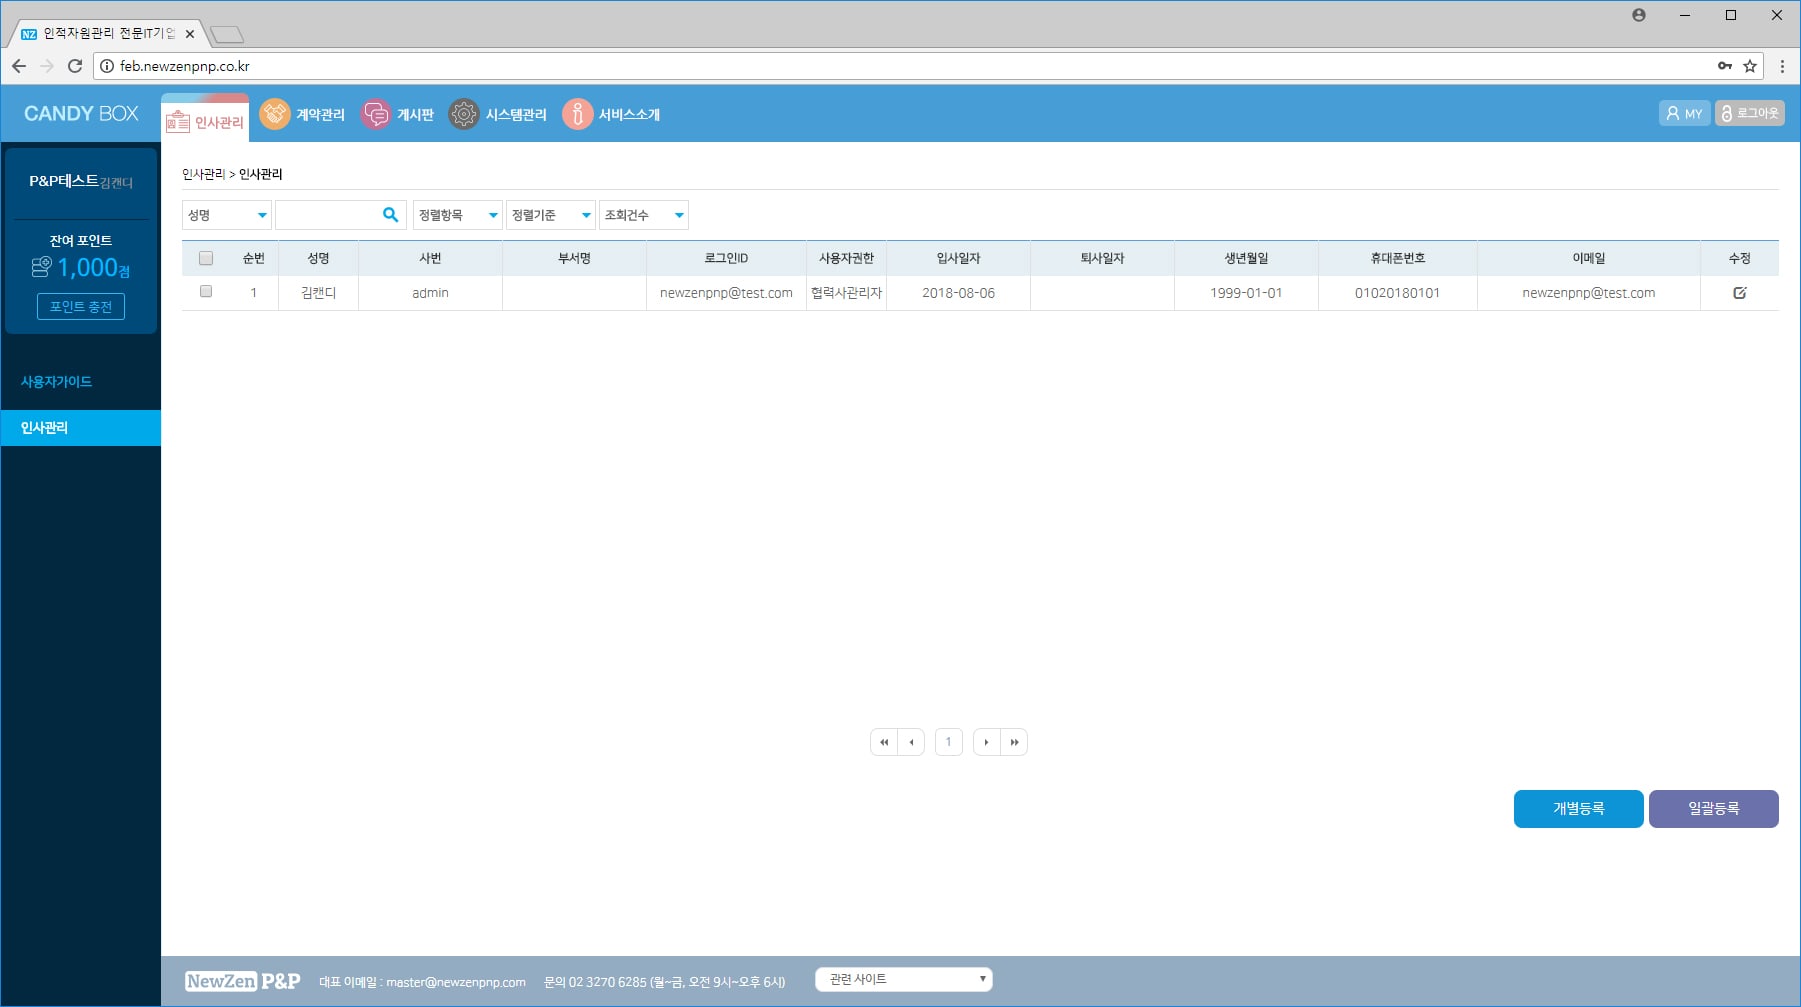 NZ 인적자원관리 전문IT기업
feb.newzenpnp.co.kr
CANDY BOX 인사관리 계약관리 게시판 시스템관리 서비스소개 MY 로그아웃
P&P테스트김캔디
잔여 포인트
1,000점
포인트 충전
사용자가이드
인사관리
인사관리 > 인사관리
성명 정렬항목 정렬기준 조회건수
순번 성명 사번 부서명 로그인ID 사용자권한 입사일자 퇴사일자 생년월일 휴대폰번호 이메일 수정
1 김캔디 admin newzenpnp@test.com 협력사관리자 2018-08-06 1999-01-01 01020180101 newzenpnp@test.com
1
개별등록 일괄등록
NewZen P&P 대표 이메일 : master@newzenpnp.com 문의 02 3270 6285 (월~금, 오전 9시~오후 6시) 관련 사이트